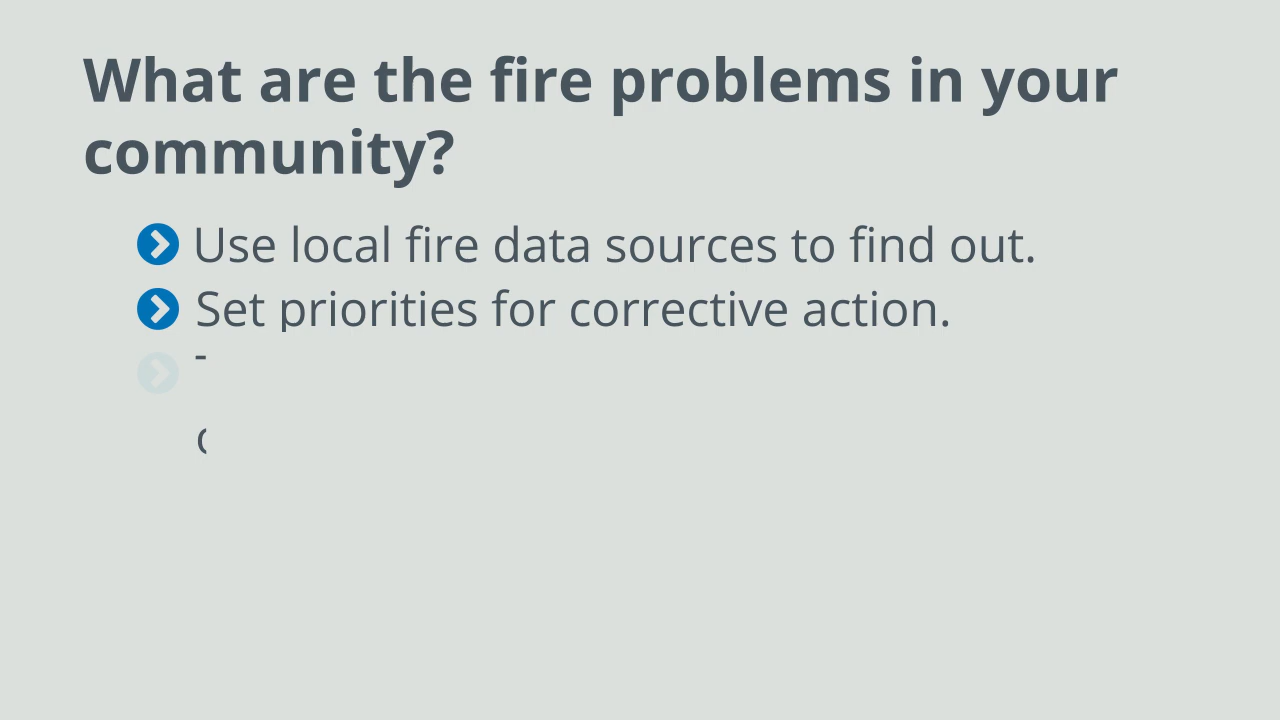 What are the fire problems in your
community?
Use local fire data sources to find out.
Set priorities for corrective action.